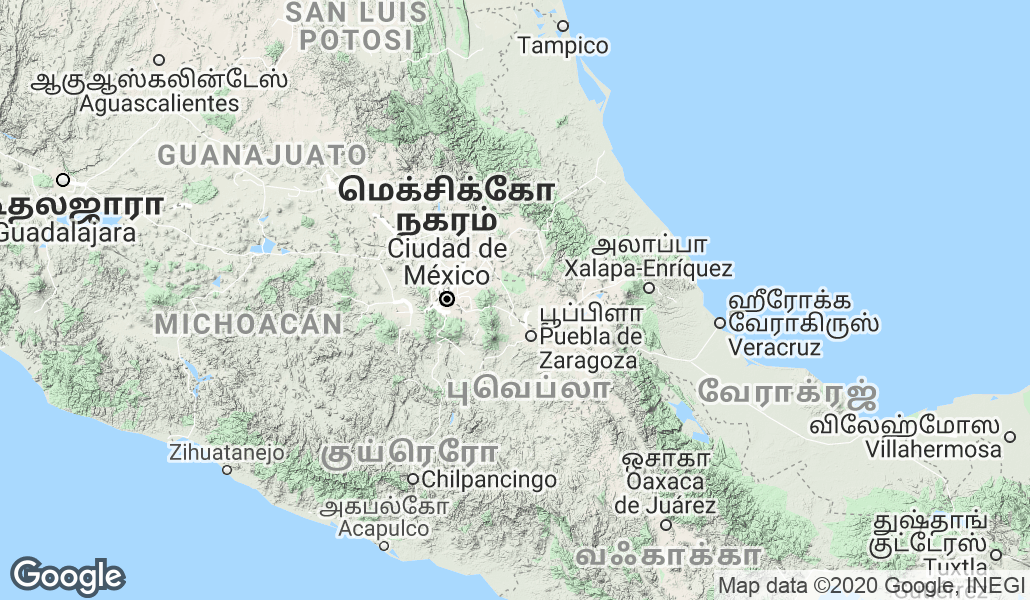 SAN LUIS
POTOSI
Tampico
ஆகுஆஸ்கலின்டேஸ்
Aguascalientes
GUANAJUATO
மெக்சிக்கோ
நகரம்
Ciudad de
México
தலஜாரா
Guadalajara
அலாப்பா
Xalapa-Enríquez
ஹீரோக்க
வேராகிருஸ்
Veracruz
பூப்பிளா
Puebla de
Zaragoza
MICHOACÁN
புவெப்லா
வேராக்ரஜ்
விலேஹ்மோஸ
Villahermosa
Zihuatanejo
குய்ரெரோ
Chilpancingo
ஒசாகா
Oaxaca
de Juárez
அகபல்கோ
Acapulco
வஃகாக்கா
துஷ்தாங்
குட்டேரஸ்
Tuxtla
Gutiérrez
Google
Map data ©2020 Google, INEGI